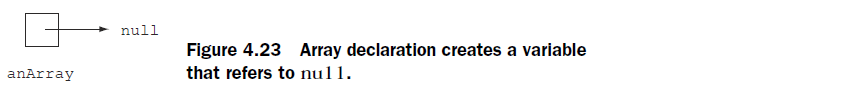 null
anArray
Figure 4.23 Array declaration creates a variable
that refers to null.